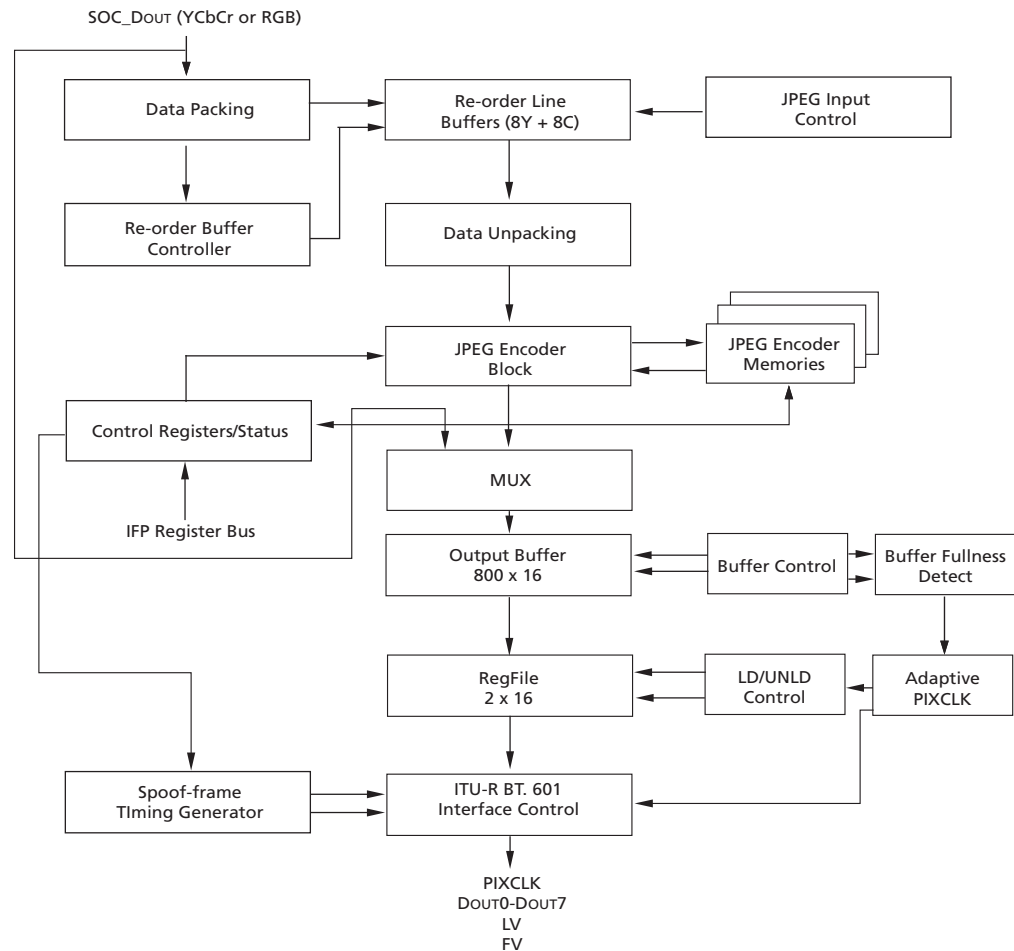 SOC_DOUT (YCbCr or RGB)
Data Packing
Re-order Line
Buffers (8Y + 8C)
JPEG Input
Control
Re-order Buffer
Controller
Data Unpacking
JPEG Encoder
Block
JPEG Encoder
Memories
Control Registers/Status
MUX
IFP Register Bus
Output Buffer
800 x 16
Buffer Control
Buffer Fullness
Detect
RegFile
2 x 16
LD/UNLD
Control
Adaptive
PIXCLK
Spoof-frame
TIming Generator
ITU-R BT. 601
Interface Control
PIXCLK
DOUT0-DOUT7
LV
FV